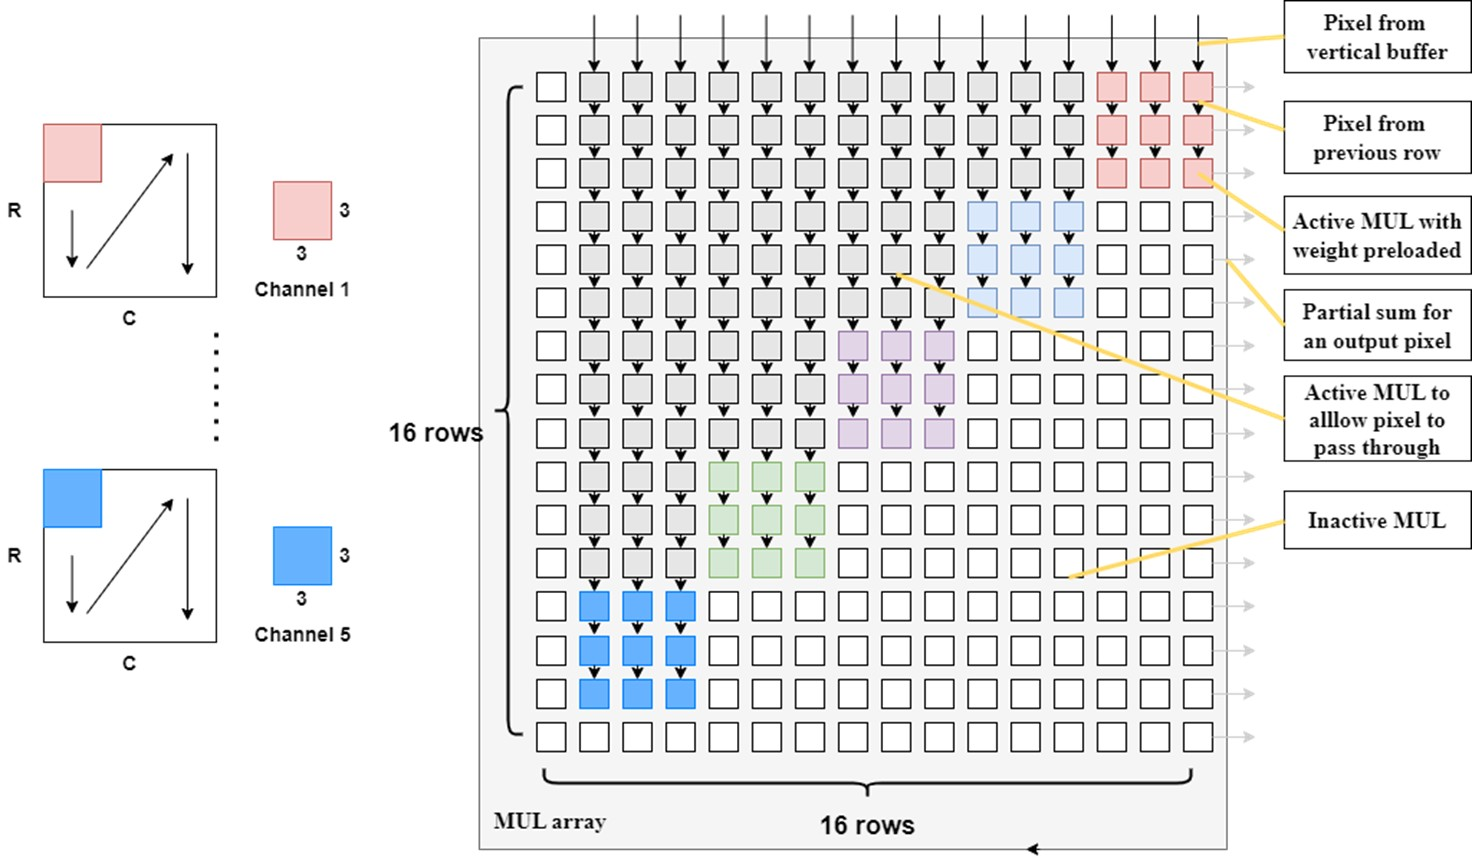 R
C
3
3
Channel 1
R
C
3
3
Channel 5
16 rows
16 rows
MUL array
Pixel from
vertical buffer
Pixel from
previous row
Active MUL with
weight preloaded
Partial sum for
an output pixel
Active MUL to
alllow pixel to
pass through
Inactive MUL